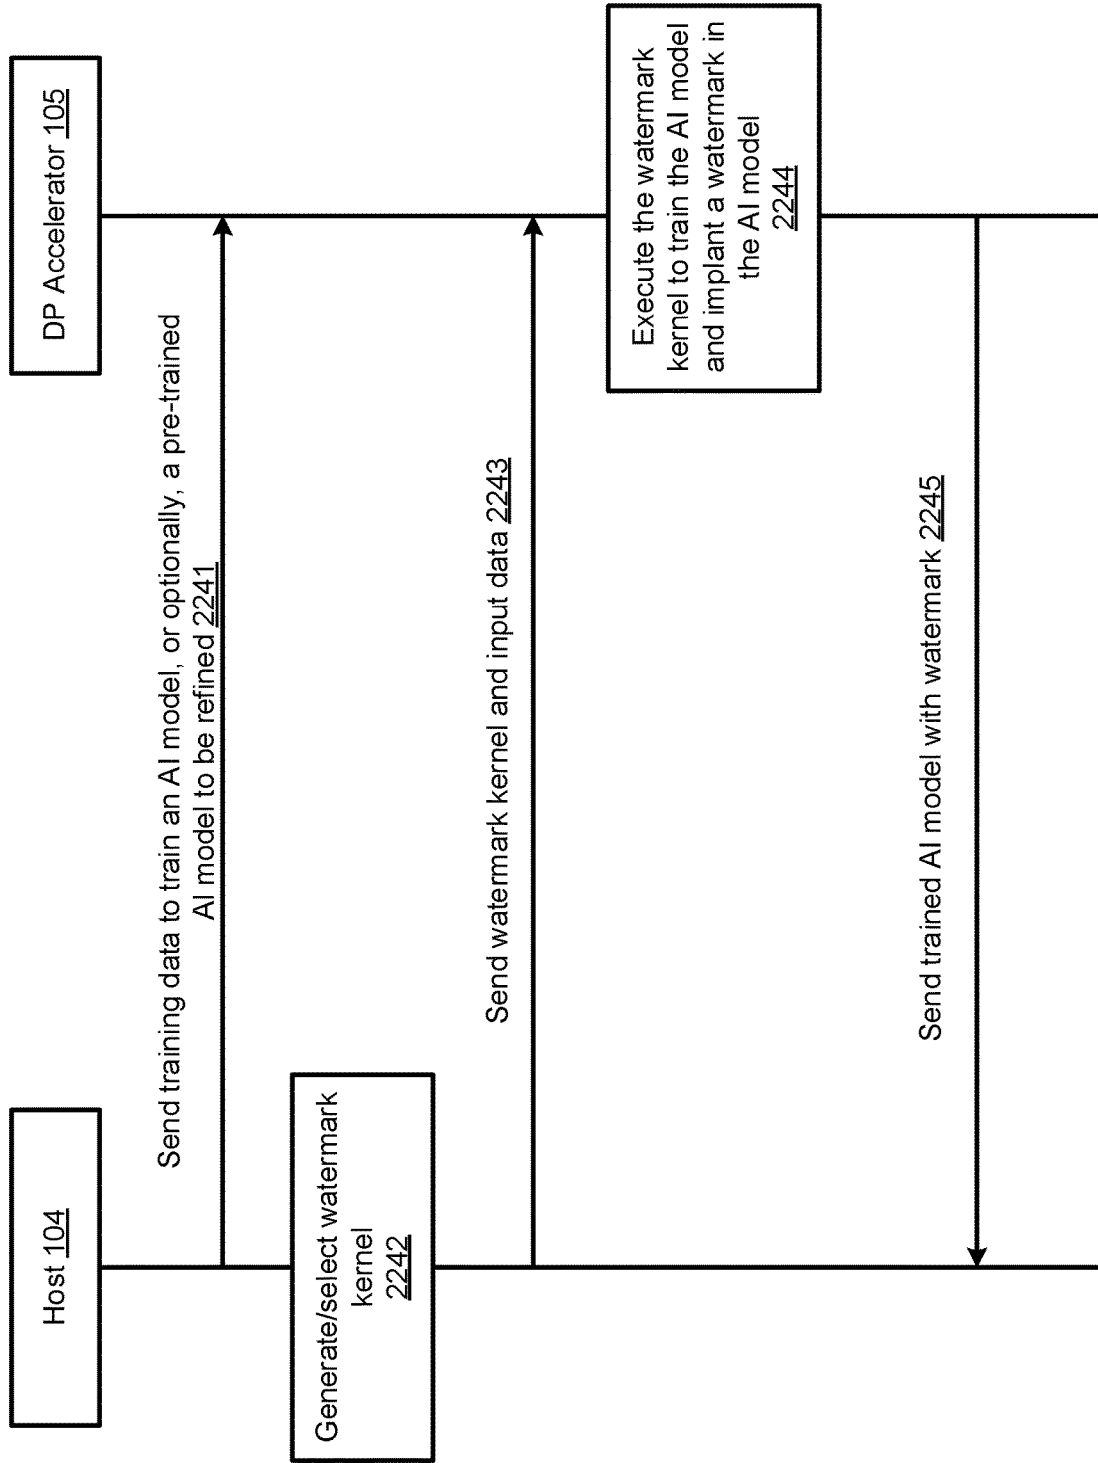 Host 104
DP Accelerator 105
Send training data to train an AI model, or optionally, a pre-trained
AI model to be refined 2241
Generate/select watermark
kernel
2242
Send watermark kernel and input data 2243
Execute the watermark
kernel to train the AI model
and implant a watermark in
the AI model
2244
Send trained AI model with watermark 2245